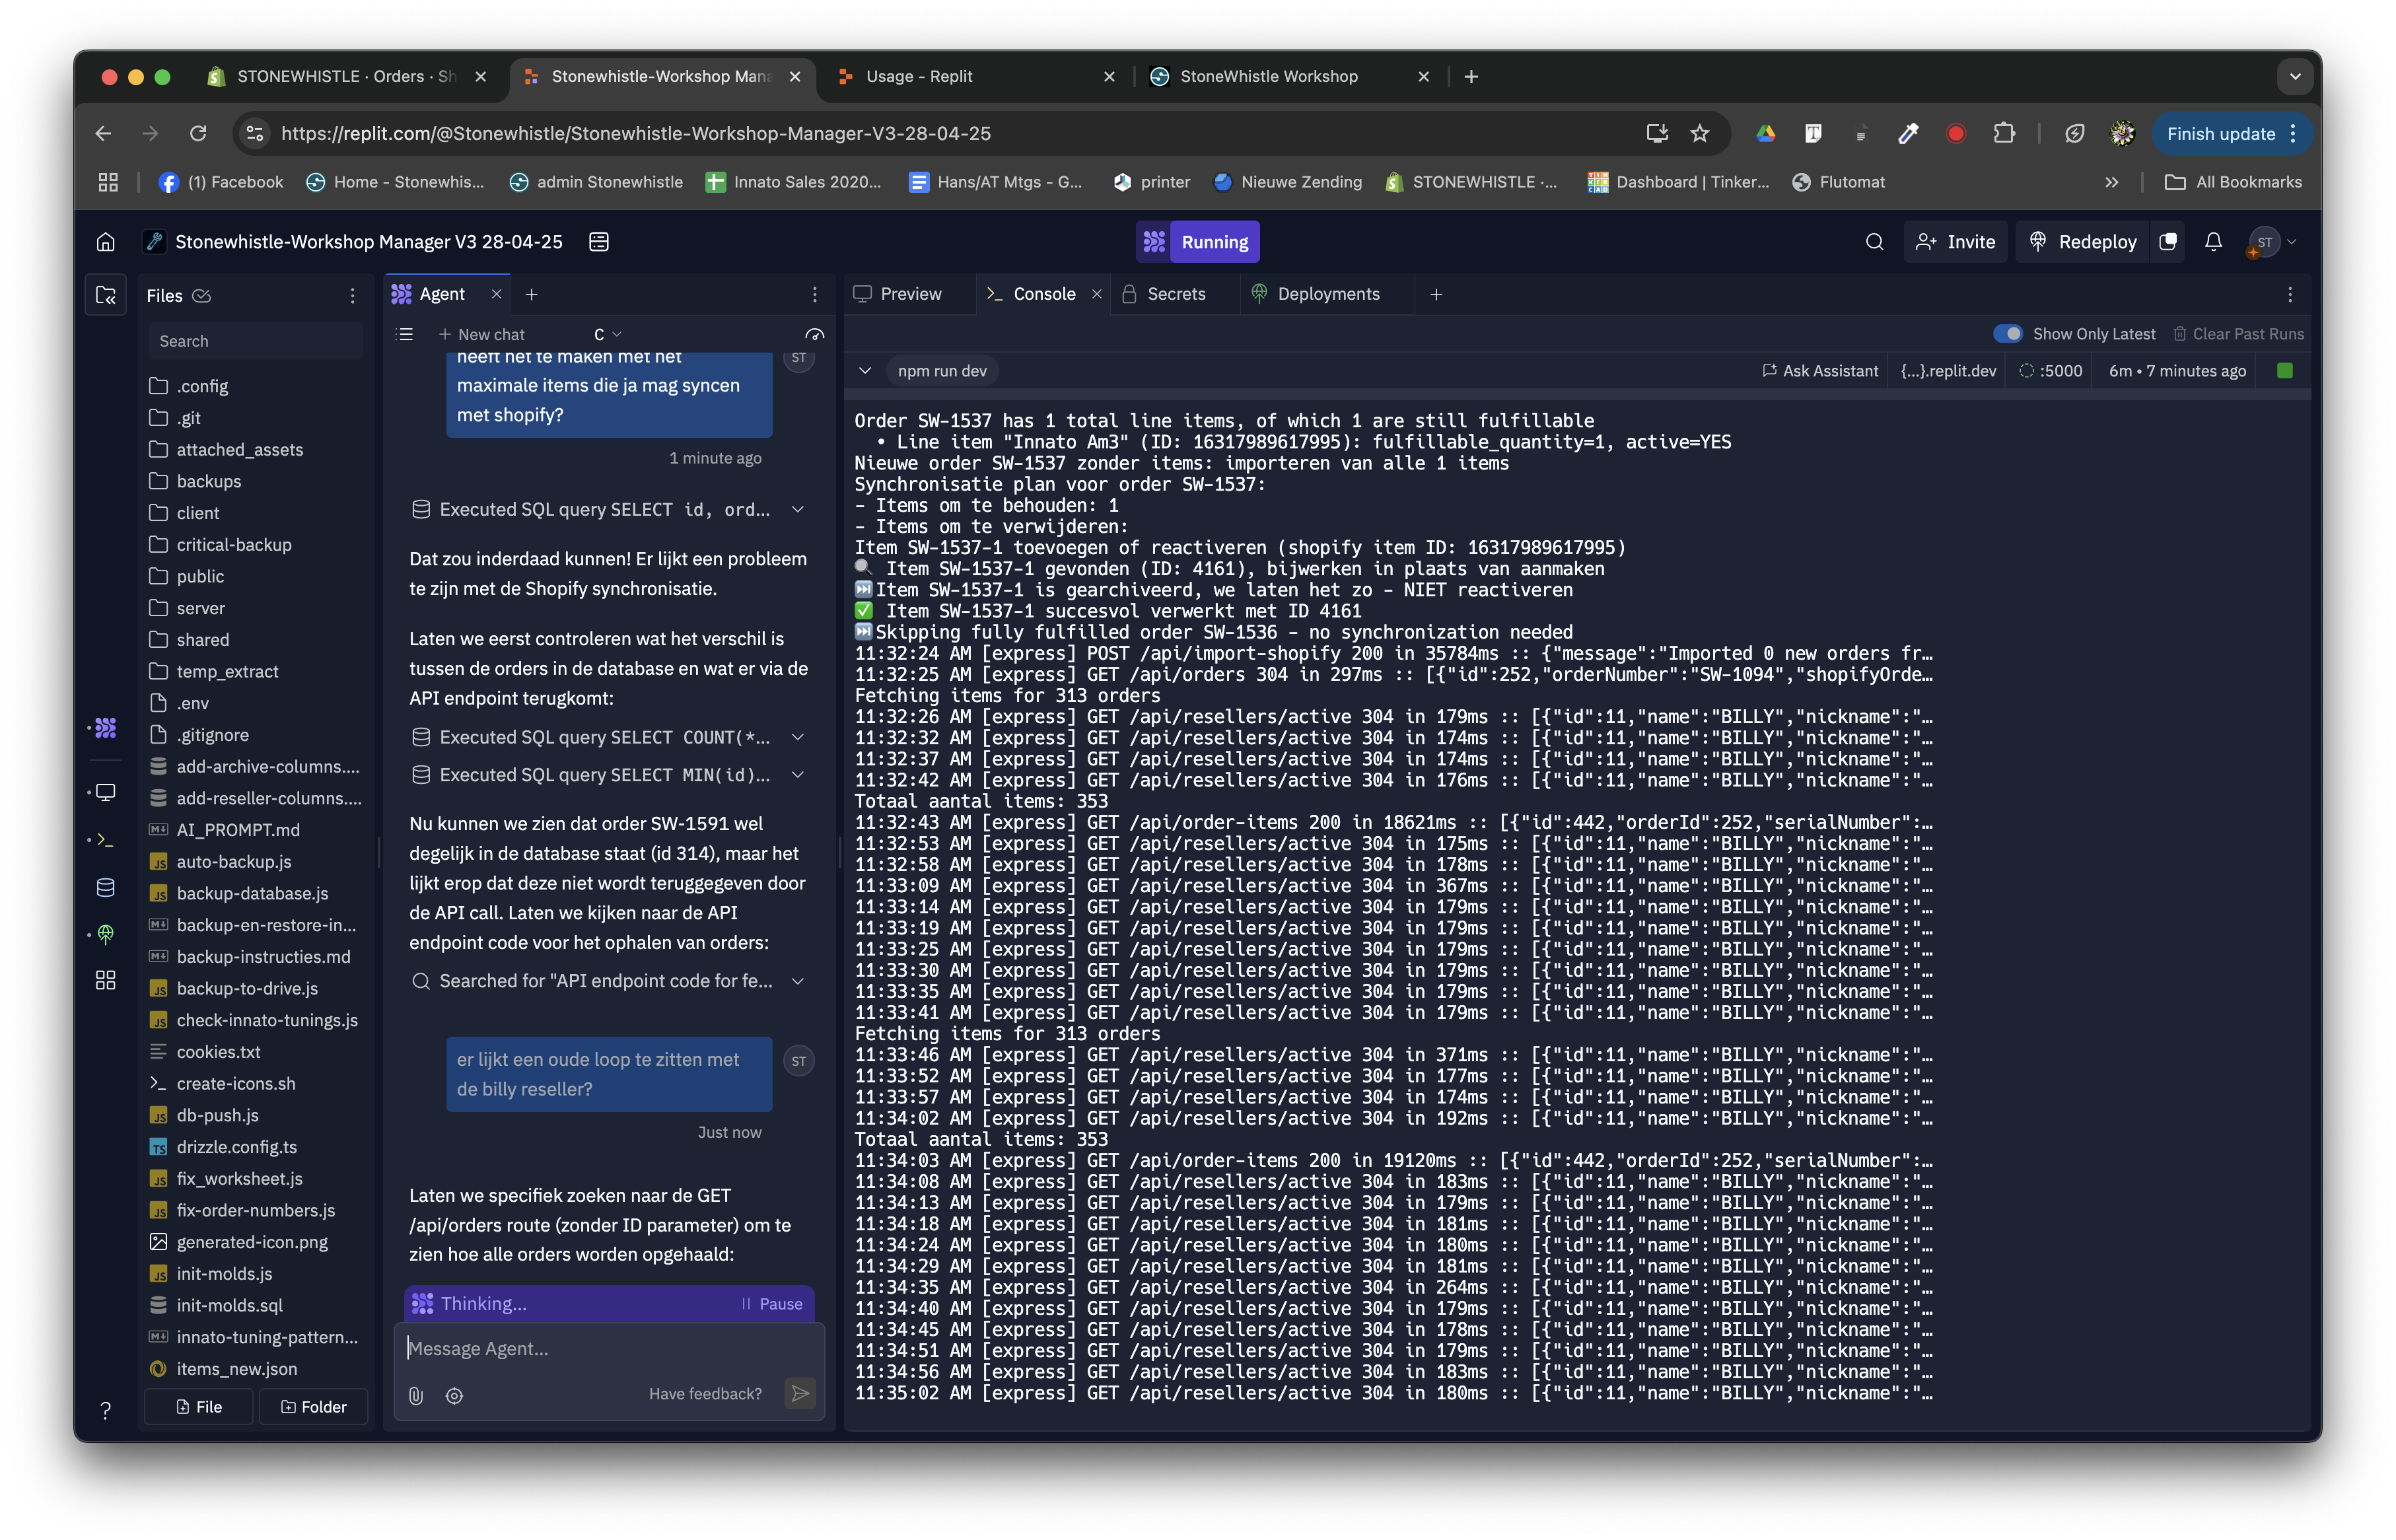 STONEWHISTLE · Orders · Sh
Stonewhistle-Workshop Mana
Usage - Replit
StoneWhistle Workshop
https://replit.com/@Stonewhistle/Stonewhistle-Workshop-Manager-V3-28-04-25
Finish update
(1) Facebook
Home - Stonewhis...
admin Stonewhistle
Innato Sales 2020...
Hans/AT Mtgs - G...
printer
Nieuwe Zending
STONEWHISTLE ·...
Dashboard | Tinker...
Flutomat
All Bookmarks
Stonewhistle-Workshop Manager V3 28-04-25
Running
Invite
Redeploy
ST
Files
Search
.config
.git
attached_assets
backups
client
critical-backup
public
server
shared
temp_extract
.env
.gitignore
add-archive-columns....
add-reseller-columns....
AI_PROMPT.md
auto-backup.js
backup-database.js
backup-en-restore-in...
backup-instructies.md
backup-to-drive.js
check-innato-tunings.js
cookies.txt
create-icons.sh
db-push.js
drizzle.config.ts
fix_worksheet.js
fix-order-numbers.js
generated-icon.png
init-molds.js
init-molds.sql
innato-tuning-pattern...
items_new.json
File
Folder
Agent
New chat
C
heeft het te maken met het
maximale items die ja mag syncen
met shopify?
ST
1 minute ago
Executed SQL query SELECT id, ord...
Dat zou inderdaad kunnen! Er lijkt een probleem
te zijn met de Shopify synchronisatie.
Laten we eerst controleren wat het verschil is
tussen de orders in de database en wat er via de
API endpoint terugkomt:
Executed SQL query SELECT COUNT(*...
Executed SQL query SELECT MIN(id)...
Nu kunnen we zien dat order SW-1591 wel
degelijk in de database staat (id 314), maar het
lijkt erop dat deze niet wordt teruggegeven door
de API call. Laten we kijken naar de API
endpoint code voor het ophalen van orders:
Searched for "API endpoint code for fe...
er lijkt een oude loop te zitten met
de billy reseller?
ST
Just now
Laten we specifiek zoeken naar de GET
/api/orders route (zonder ID parameter) om te
zien hoe alle orders worden opgehaald:
Thinking...
Pause
Message Agent...
Have feedback?
Preview
Console
Secrets
Deployments
Show Only Latest
Clear Past Runs
npm run dev
Ask Assistant
{...}.replit.dev
:5000
6m • 7 minutes ago
Order SW-1537 has 1 total line items, of which 1 are still fulfillable
• Line item "Innato Am3" (ID: 16317989617995): fulfillable_quantity=1, active=YES
Nieuwe order SW-1537 zonder items: importeren van alle 1 items
Synchronisatie plan voor order SW-1537:
- Items om te behouden: 1
- Items om te verwijderen:
Item SW-1537-1 toevoegen of reactiveren (shopify item ID: 16317989617995)
🔍 Item SW-1537-1 gevonden (ID: 4161), bijwerken in plaats van aanmaken
⏭️Item SW-1537-1 is gearchiveerd, we laten het zo - NIET reactiveren
✅ Item SW-1537-1 succesvol verwerkt met ID 4161
⏭️Skipping fully fulfilled order SW-1536 - no synchronization needed
11:32:24 AM [express] POST /api/import-shopify 200 in 35784ms :: {"message":"Imported 0 new orders fr…
11:32:25 AM [express] GET /api/orders 304 in 297ms :: [{"id":252,"orderNumber":"SW-1094","shopifyOrde…
Fetching items for 313 orders
11:32:26 AM [express] GET /api/resellers/active 304 in 179ms :: [{"id":11,"name":"BILLY","nickname":"…
11:32:32 AM [express] GET /api/resellers/active 304 in 174ms :: [{"id":11,"name":"BILLY","nickname":"…
11:32:37 AM [express] GET /api/resellers/active 304 in 174ms :: [{"id":11,"name":"BILLY","nickname":"…
11:32:42 AM [express] GET /api/resellers/active 304 in 176ms :: [{"id":11,"name":"BILLY","nickname":"…
Totaal aantal items: 353
11:32:43 AM [express] GET /api/order-items 200 in 18621ms :: [{"id":442,"orderId":252,"serialNumber":…
11:32:53 AM [express] GET /api/resellers/active 304 in 175ms :: [{"id":11,"name":"BILLY","nickname":"…
11:32:58 AM [express] GET /api/resellers/active 304 in 178ms :: [{"id":11,"name":"BILLY","nickname":"…
11:33:09 AM [express] GET /api/resellers/active 304 in 367ms :: [{"id":11,"name":"BILLY","nickname":"…
11:33:14 AM [express] GET /api/resellers/active 304 in 179ms :: [{"id":11,"name":"BILLY","nickname":"…
11:33:19 AM [express] GET /api/resellers/active 304 in 179ms :: [{"id":11,"name":"BILLY","nickname":"…
11:33:25 AM [express] GET /api/resellers/active 304 in 179ms :: [{"id":11,"name":"BILLY","nickname":"…
11:33:30 AM [express] GET /api/resellers/active 304 in 179ms :: [{"id":11,"name":"BILLY","nickname":"…
11:33:35 AM [express] GET /api/resellers/active 304 in 179ms :: [{"id":11,"name":"BILLY","nickname":"…
11:33:41 AM [express] GET /api/resellers/active 304 in 179ms :: [{"id":11,"name":"BILLY","nickname":"…
Fetching items for 313 orders
11:33:46 AM [express] GET /api/resellers/active 304 in 371ms :: [{"id":11,"name":"BILLY","nickname":"…
11:33:52 AM [express] GET /api/resellers/active 304 in 177ms :: [{"id":11,"name":"BILLY","nickname":"…
11:33:57 AM [express] GET /api/resellers/active 304 in 174ms :: [{"id":11,"name":"BILLY","nickname":"…
11:34:02 AM [express] GET /api/resellers/active 304 in 192ms :: [{"id":11,"name":"BILLY","nickname":"…
Totaal aantal items: 353
11:34:03 AM [express] GET /api/order-items 200 in 19120ms :: [{"id":442,"orderId":252,"serialNumber":…
11:34:08 AM [express] GET /api/resellers/active 304 in 183ms :: [{"id":11,"name":"BILLY","nickname":"…
11:34:13 AM [express] GET /api/resellers/active 304 in 179ms :: [{"id":11,"name":"BILLY","nickname":"…
11:34:18 AM [express] GET /api/resellers/active 304 in 181ms :: [{"id":11,"name":"BILLY","nickname":"…
11:34:24 AM [express] GET /api/resellers/active 304 in 180ms :: [{"id":11,"name":"BILLY","nickname":"…
11:34:29 AM [express] GET /api/resellers/active 304 in 181ms :: [{"id":11,"name":"BILLY","nickname":"…
11:34:35 AM [express] GET /api/resellers/active 304 in 264ms :: [{"id":11,"name":"BILLY","nickname":"…
11:34:40 AM [express] GET /api/resellers/active 304 in 179ms :: [{"id":11,"name":"BILLY","nickname":"…
11:34:45 AM [express] GET /api/resellers/active 304 in 178ms :: [{"id":11,"name":"BILLY","nickname":"…
11:34:51 AM [express] GET /api/resellers/active 304 in 179ms :: [{"id":11,"name":"BILLY","nickname":"…
11:34:56 AM [express] GET /api/resellers/active 304 in 183ms :: [{"id":11,"name":"BILLY","nickname":"…
11:35:02 AM [express] GET /api/resellers/active 304 in 180ms :: [{"id":11,"name":"BILLY","nickname":"…